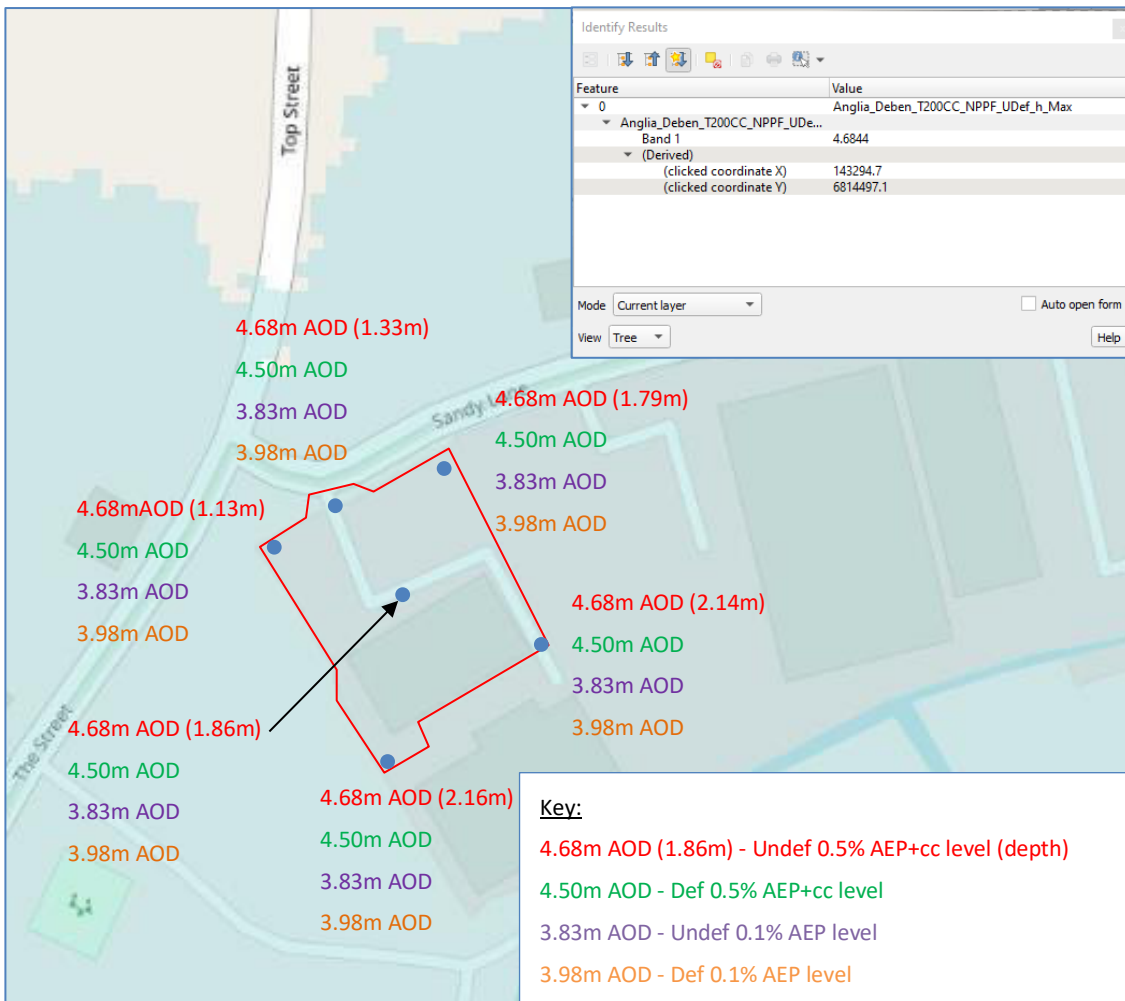 Identify Results
Feature Value
0 Anglia_Deben_T200CC_NPPF_UDef_h_Max
Anglia_Deben_T200CC_NPPF_UDe...
Band 1 4.6844
(Derived)
(clicked coordinate X) 143294.7
(clicked coordinate Y) 6814497.1
Mode Current layer Auto open form
View Tree Help
Top Street
4.68m AOD (1.33m)
4.50m AOD
3.83m AOD
3.98m AOD
Sandy Lane
4.68m AOD (1.79m)
4.50m AOD
3.83m AOD
3.98m AOD
4.68mAOD (1.13m)
4.50m AOD
3.83m AOD
3.98m AOD
4.68m AOD (2.14m)
4.50m AOD
3.83m AOD
3.98m AOD
The Street
4.68m AOD (1.86m)
4.50m AOD
3.83m AOD
3.98m AOD
4.68m AOD (2.16m)
4.50m AOD
3.83m AOD
3.98m AOD
Key:
4.68m AOD (1.86m) - Undef 0.5% AEP+cc level (depth)
4.50m AOD - Def 0.5% AEP+cc level
3.83m AOD - Undef 0.1% AEP level
3.98m AOD - Def 0.1% AEP level